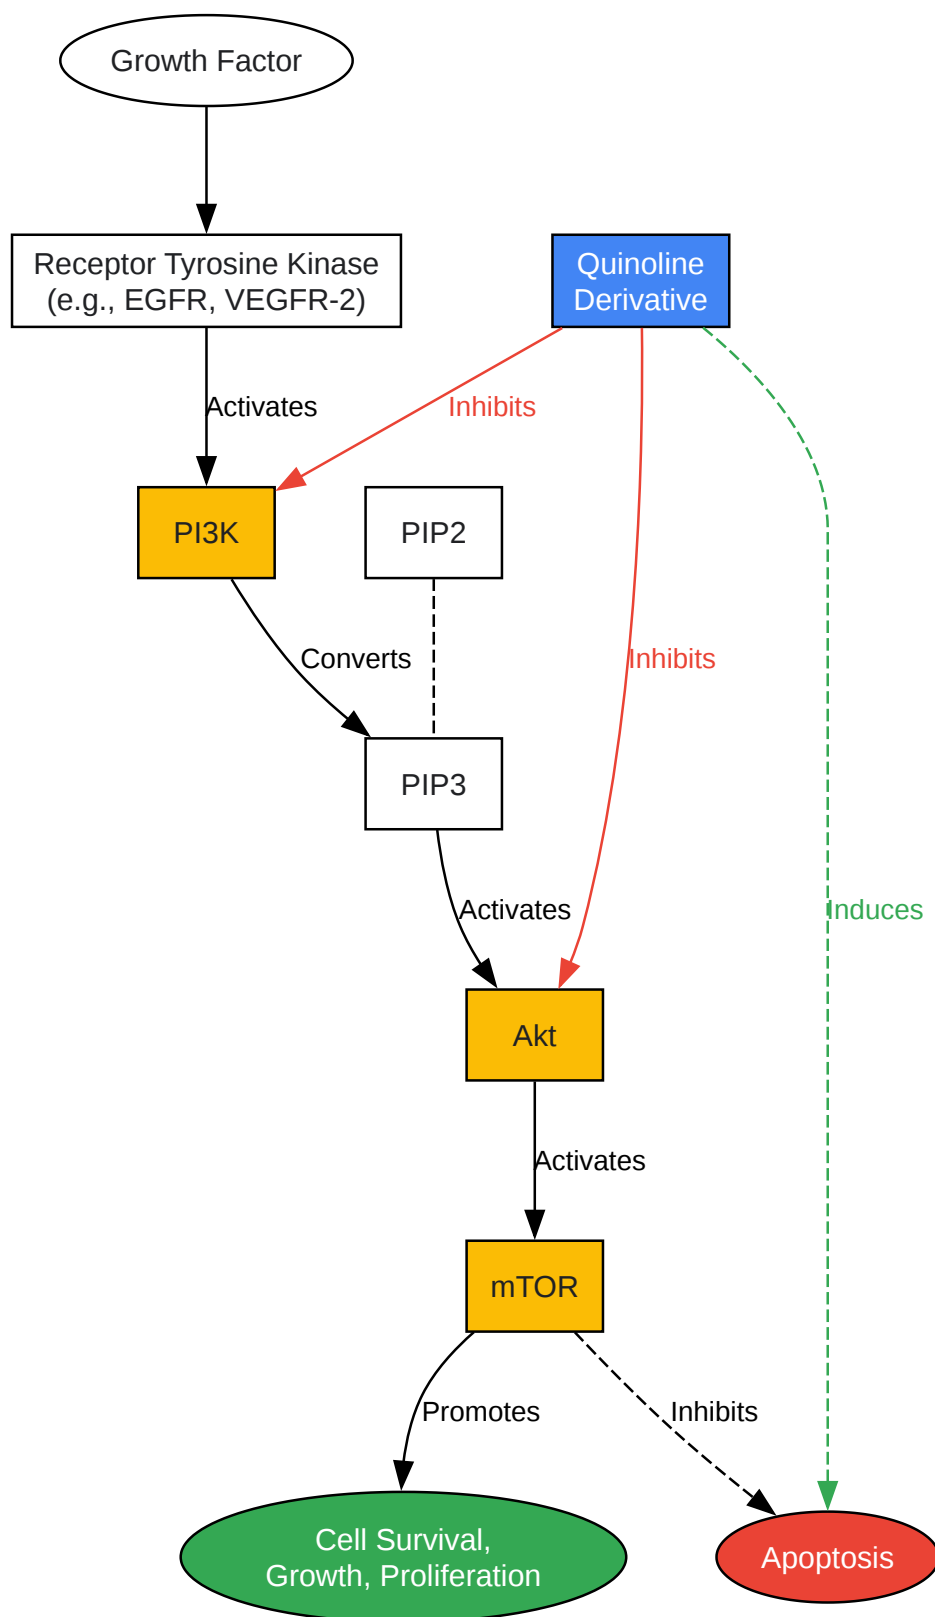 Growth Factor
Receptor Tyrosine Kinase
(e.g., EGFR, VEGFR-2)
Quinoline
Derivative
Activates
Inhibits
PI3K
PIP2
Converts
Inhibits
PIP3
Activates
Induces
Akt
Activates
mTOR
Promotes
Inhibits
Cell Survival,
Growth, Proliferation
Apoptosis